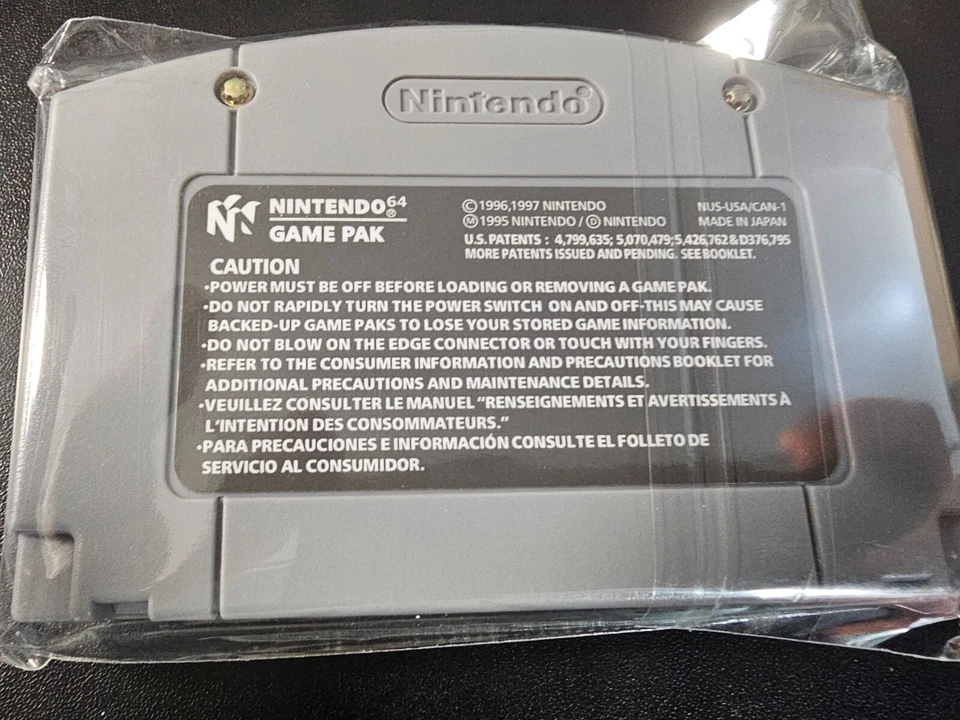 Nintendo®
NINTENDO64®
GAME PAK
©1996,1997 NINTENDO
Ⓜ1995 NINTENDO / Ⓓ NINTENDO
NUS-USA/CAN-1
MADE IN JAPAN
U.S. PATENTS : 4,799,635; 5,070,479;5,426,762 & D376,795
MORE PATENTS ISSUED AND PENDING. SEE BOOKLET.
CAUTION
•POWER MUST BE OFF BEFORE LOADING OR REMOVING A GAME PAK.
•DO NOT RAPIDLY TURN THE POWER SWITCH ON AND OFF-THIS MAY CAUSE
BACKED-UP GAME PAKS TO LOSE YOUR STORED GAME INFORMATION.
•DO NOT BLOW ON THE EDGE CONNECTOR OR TOUCH WITH YOUR FINGERS.
•REFER TO THE CONSUMER INFORMATION AND PRECAUTIONS BOOKLET FOR
ADDITIONAL PRECAUTIONS AND MAINTENANCE DETAILS.
•VEUILLEZ CONSULTER LE MANUEL "RENSEIGNEMENTS ET AVERTISSEMENTS À
L'INTENTION DES CONSOMMATEURS."
•PARA PRECAUCIONES E INFORMACIÓN CONSULTE EL FOLLETO DE
SERVICIO AL CONSUMIDOR.